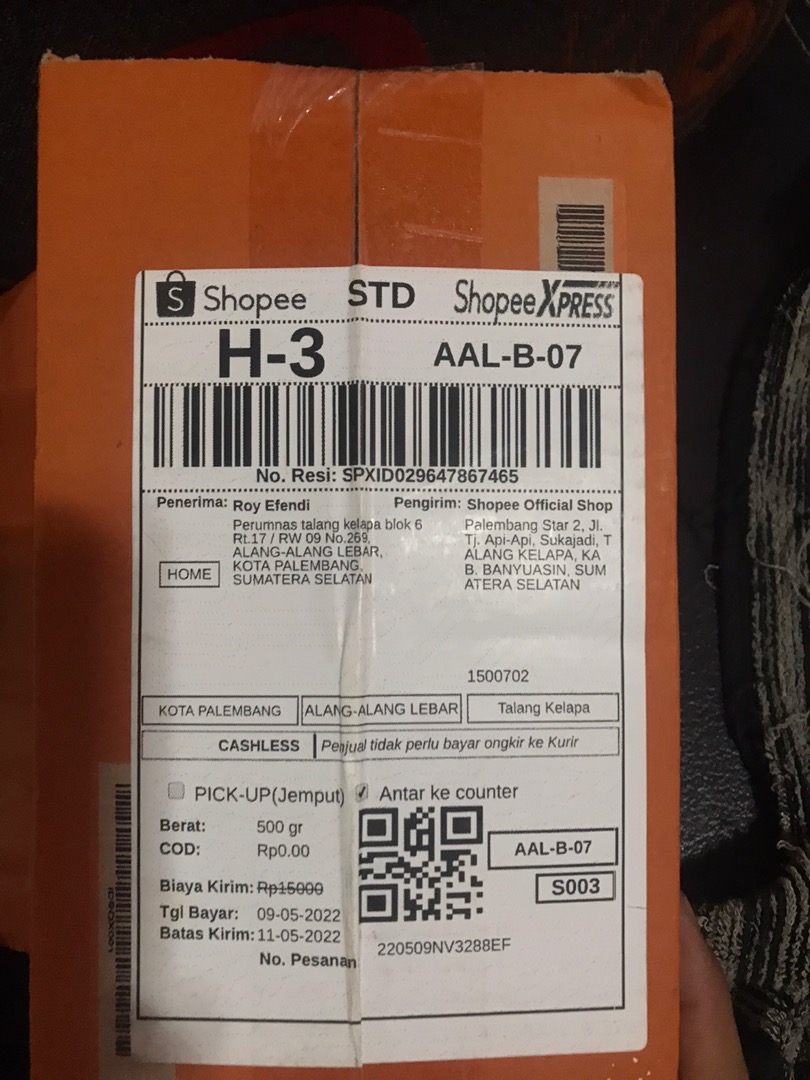 Shopee STD ShopeeXPRESS
H-3 AAL-B-07
No. Resi: SPXID029647867465
Penerima: Roy Efendi
Perumnas talang kelapa blok 6
Rt.17 / RW 09 No.269,
ALANG-ALANG LEBAR,
KOTA PALEMBANG,
SUMATERA SELATAN
HOME
Pengirim: Shopee Official Shop
Palembang Star 2, Jl.
Tj. Api-Api, Sukajadi, T
ALANG KELAPA, KA
B. BANYUASIN, SUM
ATERA SELATAN
1500702
KOTA PALEMBANG ALANG-ALANG LEBAR Talang Kelapa
CASHLESS Penjual tidak perlu bayar ongkir ke Kurir
PICK-UP(Jemput) ✓ Antar ke counter
Berat: 500 gr
COD: Rp0.00
Biaya Kirim: Rp15000
Tgl Bayar: 09-05-2022
Batas Kirim: 11-05-2022
No. Pesanan 220509NV3288EF
AAL-B-07
S003